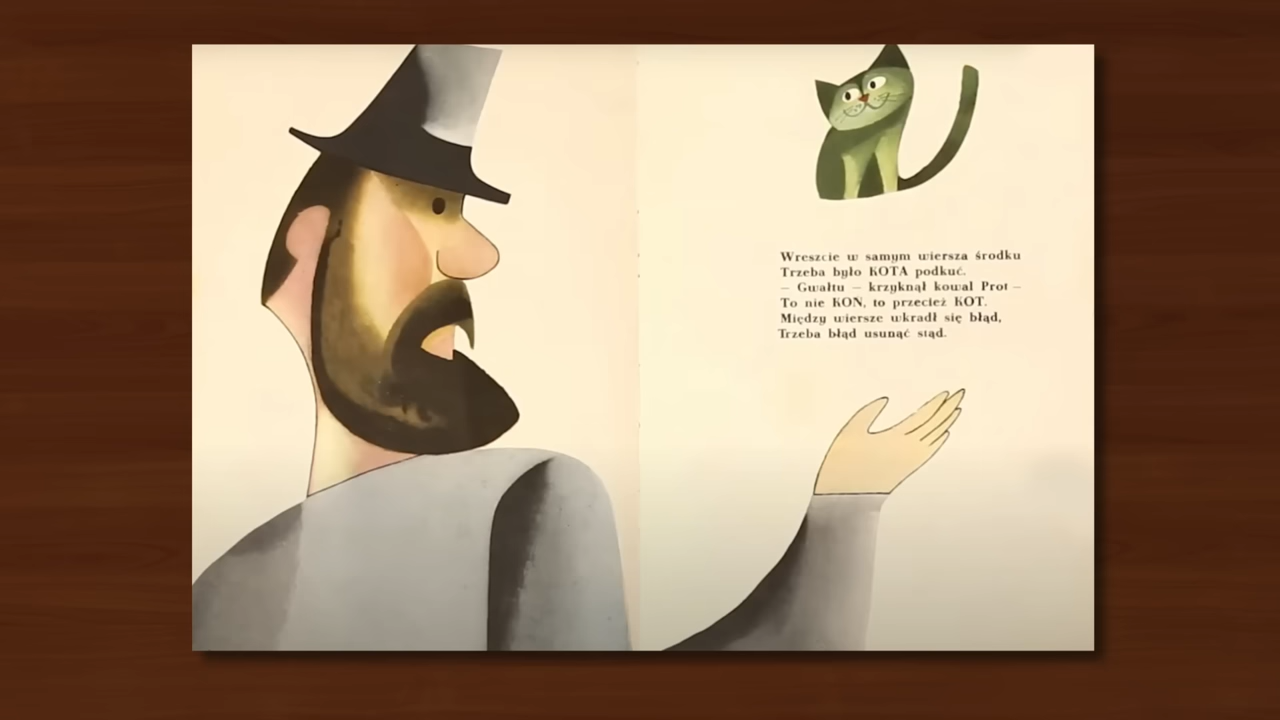 Wreszcie w samym wiersza środku
Trzeba było KOTA podkuć.
— Gwałtu — krzyknął kowal Prot —
To nie KOŃ, to przecież KOT.
Między wiersze wkradł się błąd,
Trzeba błąd usunąć stąd.